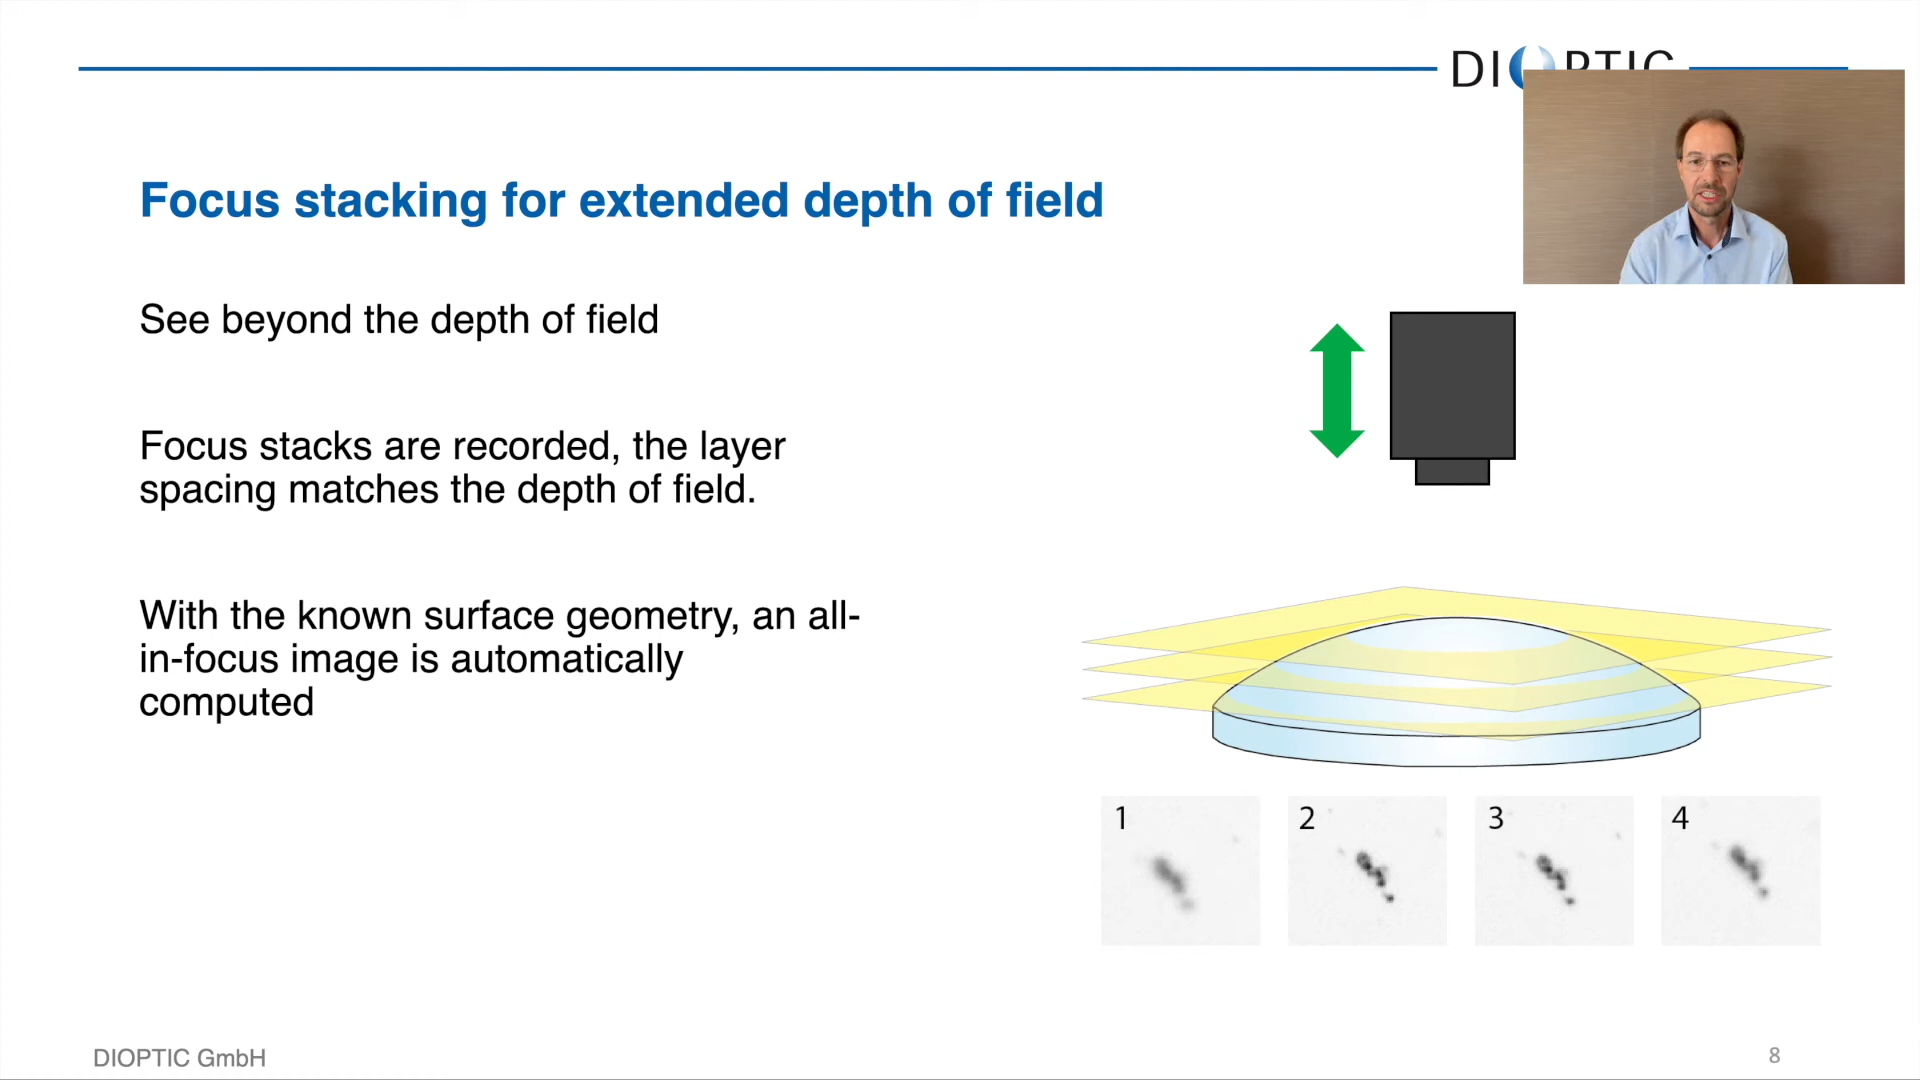 DIOPTIC
Focus stacking for extended depth of field
See beyond the depth of field
Focus stacks are recorded, the layer
spacing matches the depth of field.
With the known surface geometry, an all-
in-focus image is automatically
computed
1 2 3 4
DIOPTIC GmbH
8